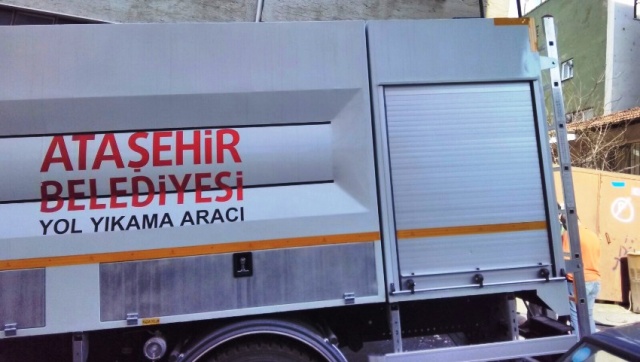 ATAŞEHİR
BELEDİYESİ
YOL YIKAMA ARACI